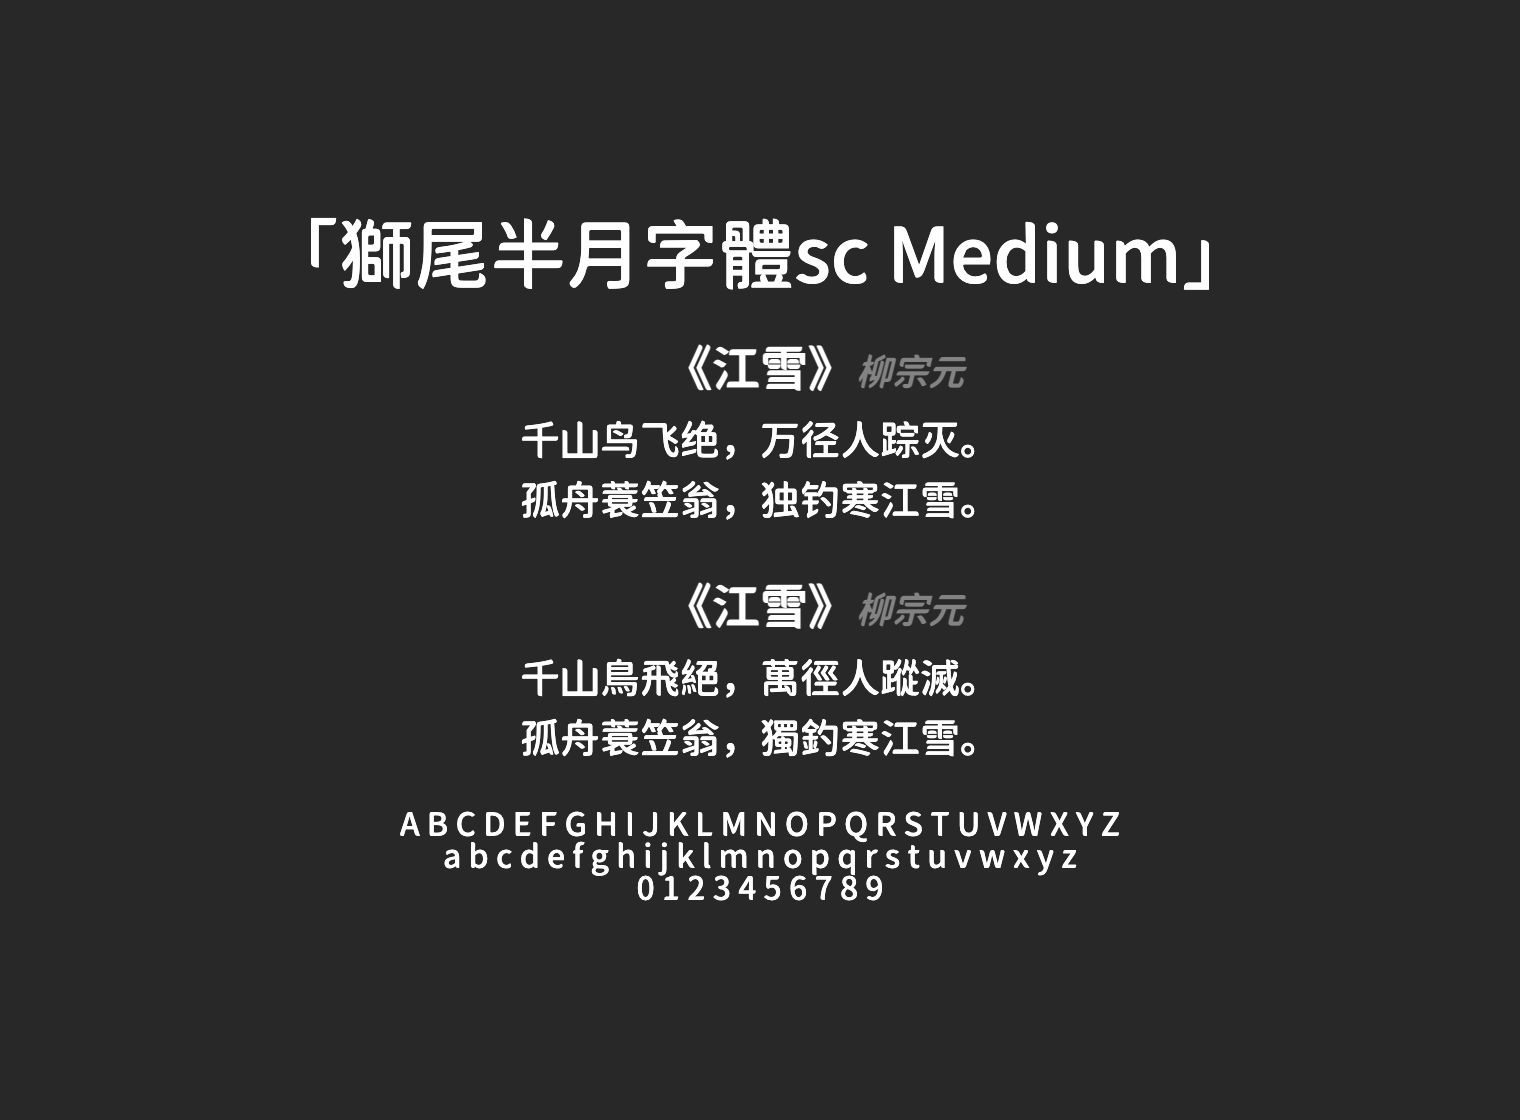 「獅尾半月字體sc Medium」
《江雪》 柳宗元
千山鸟飞绝，万径人踪灭。
孤舟蓑笠翁，独钓寒江雪。
《江雪》 柳宗元
千山鳥飛絕，萬徑人蹤滅。
孤舟蓑笠翁，獨釣寒江雪。
A B C D E F G H I J K L M N O P Q R S T U V W X Y Z
a b c d e f g h i j k l m n o p q r s t u v w x y z
0 1 2 3 4 5 6 7 8 9